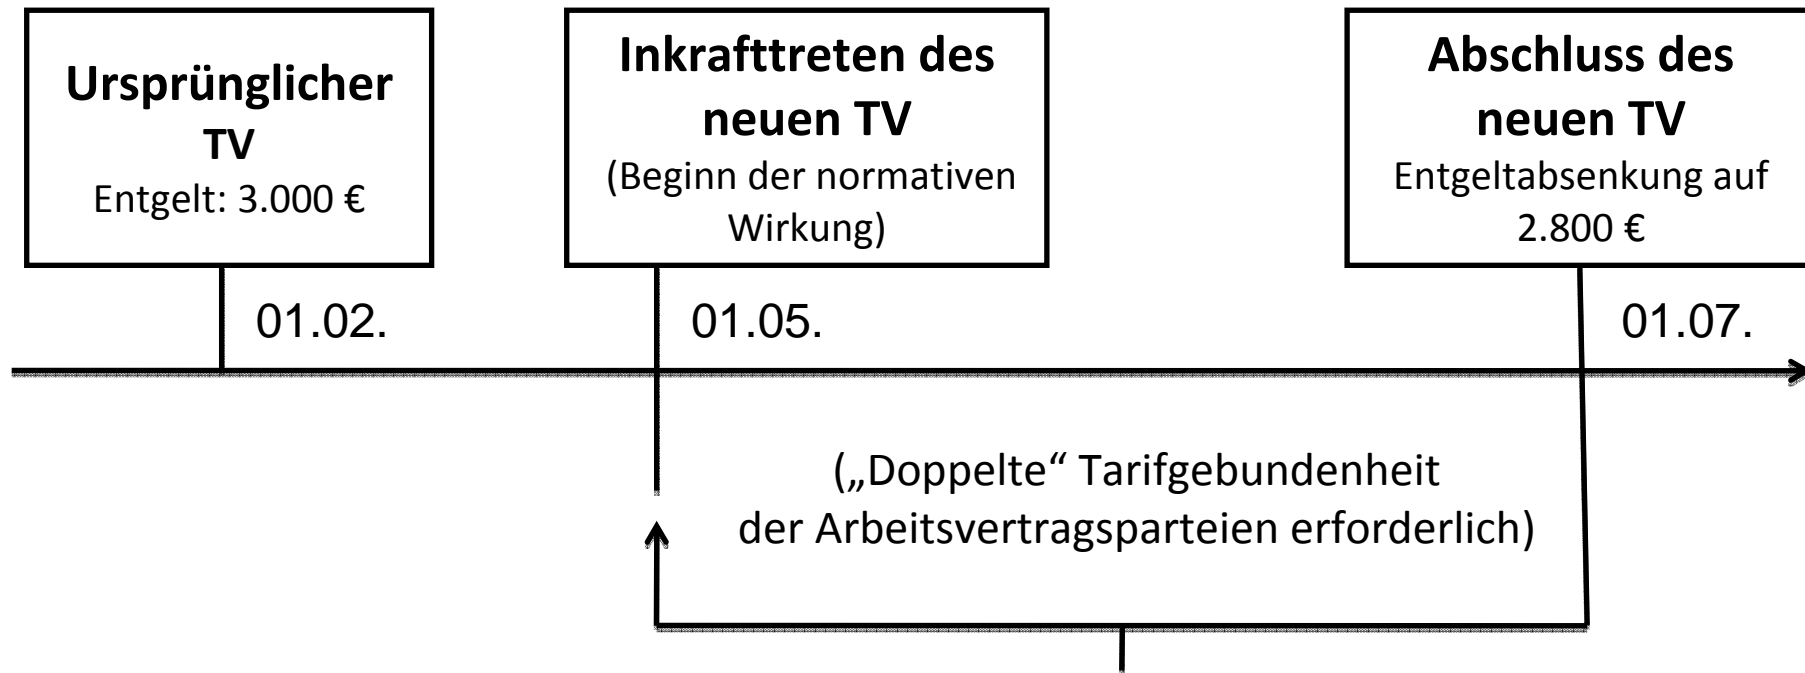 Ursprünglicher
TV
Entgelt: 3.000 €
Inkrafttreten des
neuen TV
(Beginn der normativen
Wirkung)
Abschluss des
neuen TV
Entgeltabsenkung auf
2.800 €
01.02.
01.05.
01.07.
(„Doppelte“ Tarifgebundenheit
der Arbeitsvertragsparteien erforderlich)